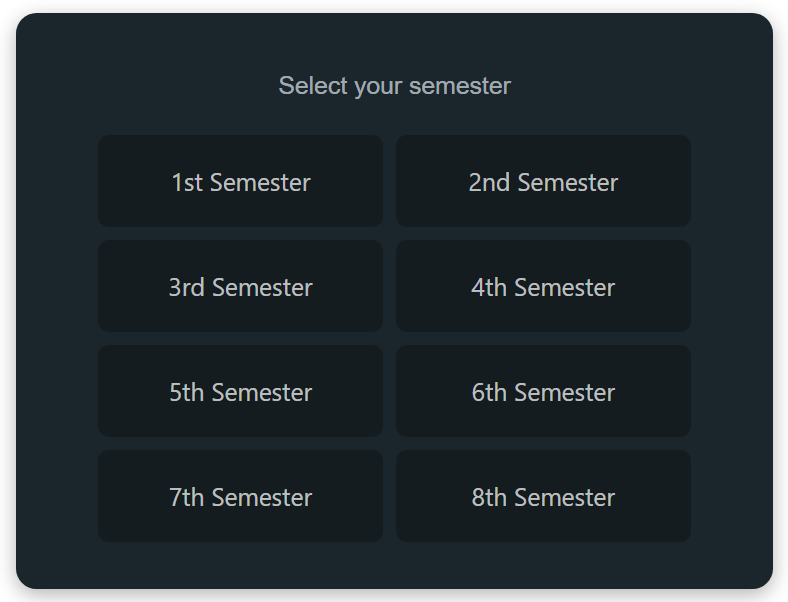 Select your semester
1st Semester
2nd Semester
3rd Semester
4th Semester
5th Semester
6th Semester
7th Semester
8th Semester